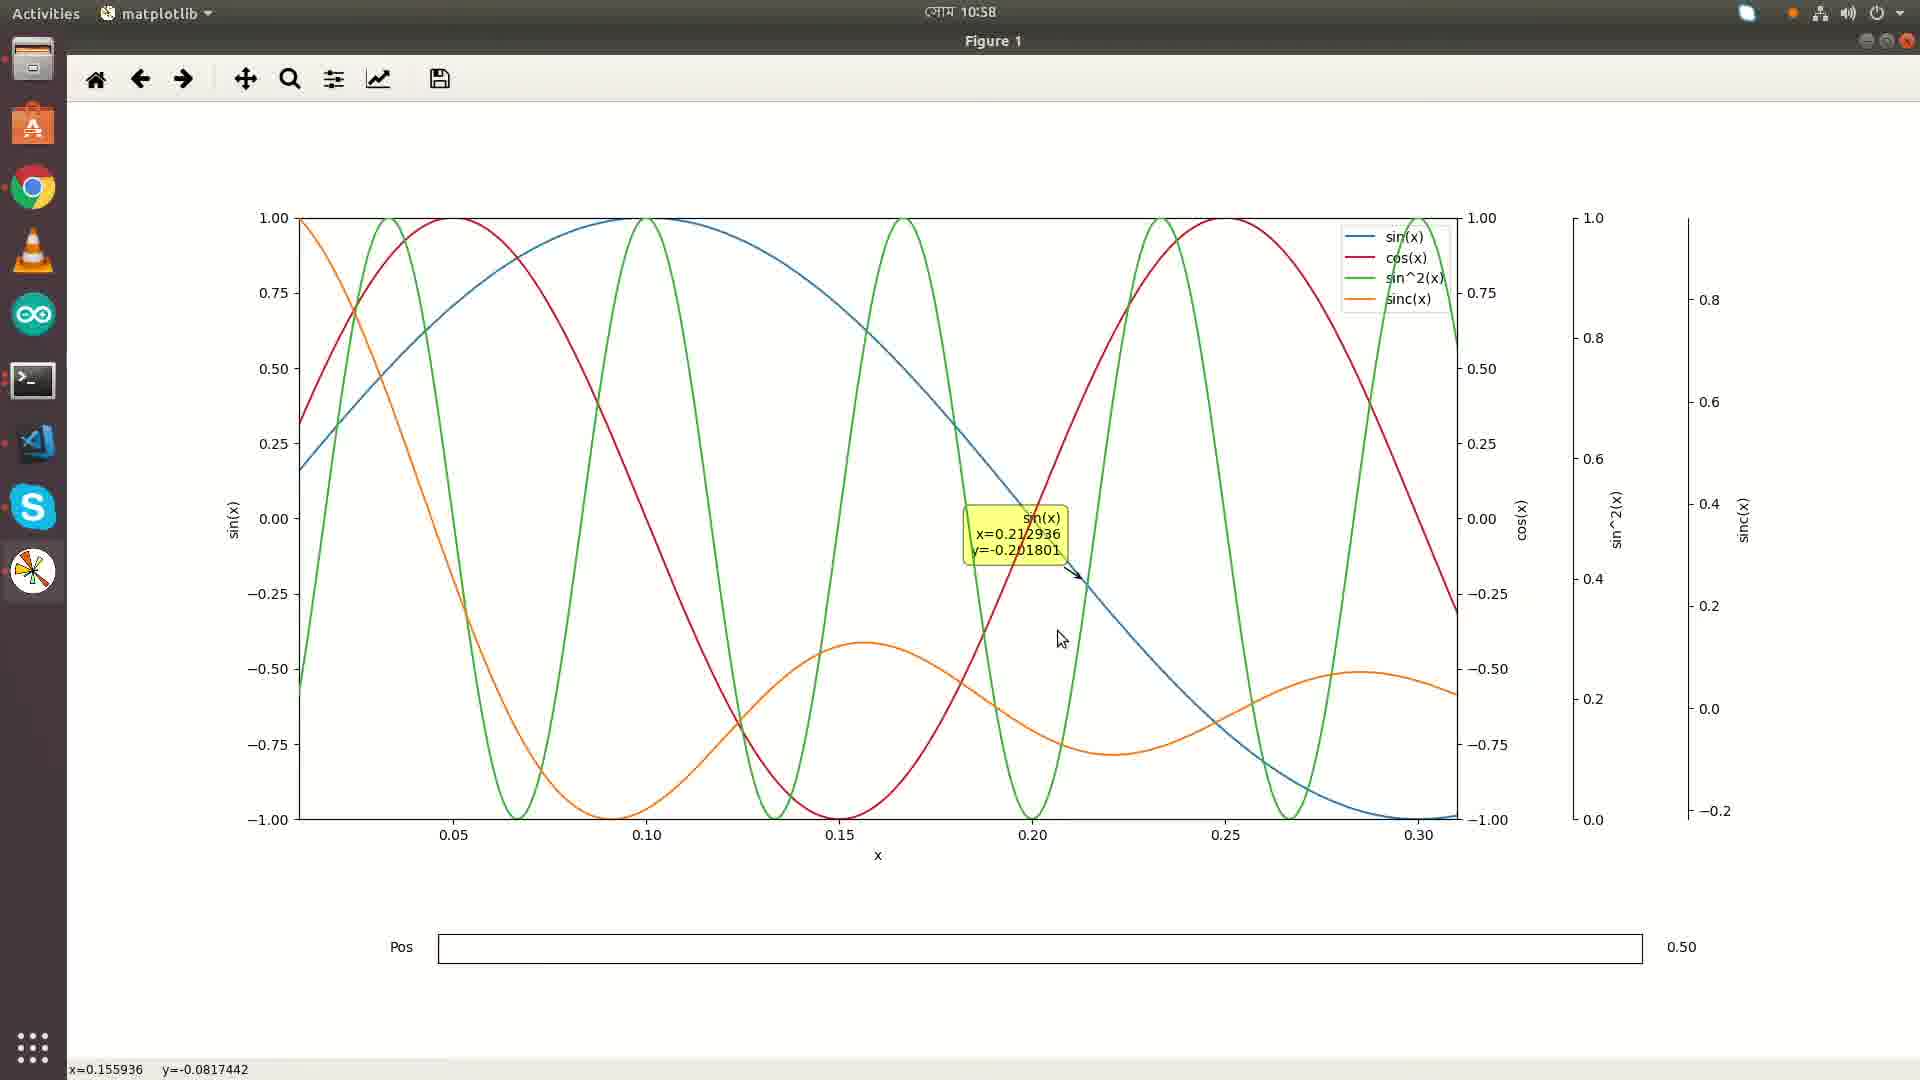 Activities matplotlib সোম 10:58
Figure 1
1.00
0.75
0.50
0.25
0.00
−0.25
−0.50
−0.75
−1.00
sin(x)
0.05 0.10 0.15 0.20 0.25 0.30
x
sin(x)
cos(x)
sin^2(x)
sinc(x)
sin(x)
x=0.212936
y=-0.201801
1.00
0.75
0.50
0.25
0.00
−0.25
−0.50
−0.75
−1.00
cos(x)
1.0
0.8
0.6
0.4
0.2
0.0
sin^2(x)
0.8
0.6
0.4
0.2
0.0
−0.2
sinc(x)
Pos 0.50
x=0.155936 y=-0.0817442